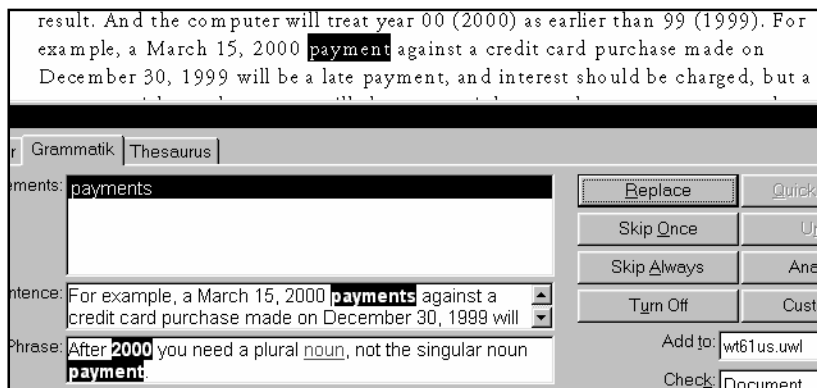 result. And the computer will treat year 00 (2000) as earlier than 99 (1999). For
example, a March 15, 2000 payment against a credit card purchase made on
December 30, 1999 will be a late payment, and interest should be charged, but a
r Grammatik Thesaurus
ements: payments
Replace Quick
Skip Once
Skip Always Ana
Turn Off Cust
ntence: For example, a March 15, 2000 payments against a
credit card purchase made on December 30, 1999 will
Phrase: After 2000 you need a plural noun, not the singular noun
payment.
Add to: wt61us.uwl
Check: Document